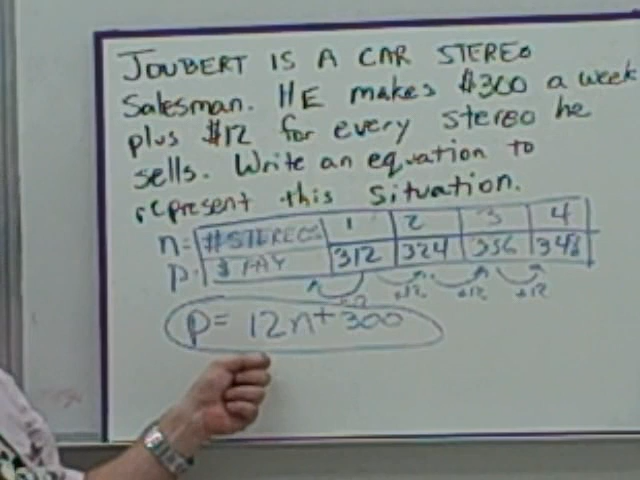 JOUBERT IS A CAR STEREO
Salesman. HE makes $300 a week
plus $12 for every stereo he
sells. Write an equation to
represent this situation.
n= #STEREOS 1 2 3 4
P= $ PAY 312 324 336 348
+12 +12 +12
P= 12n+300